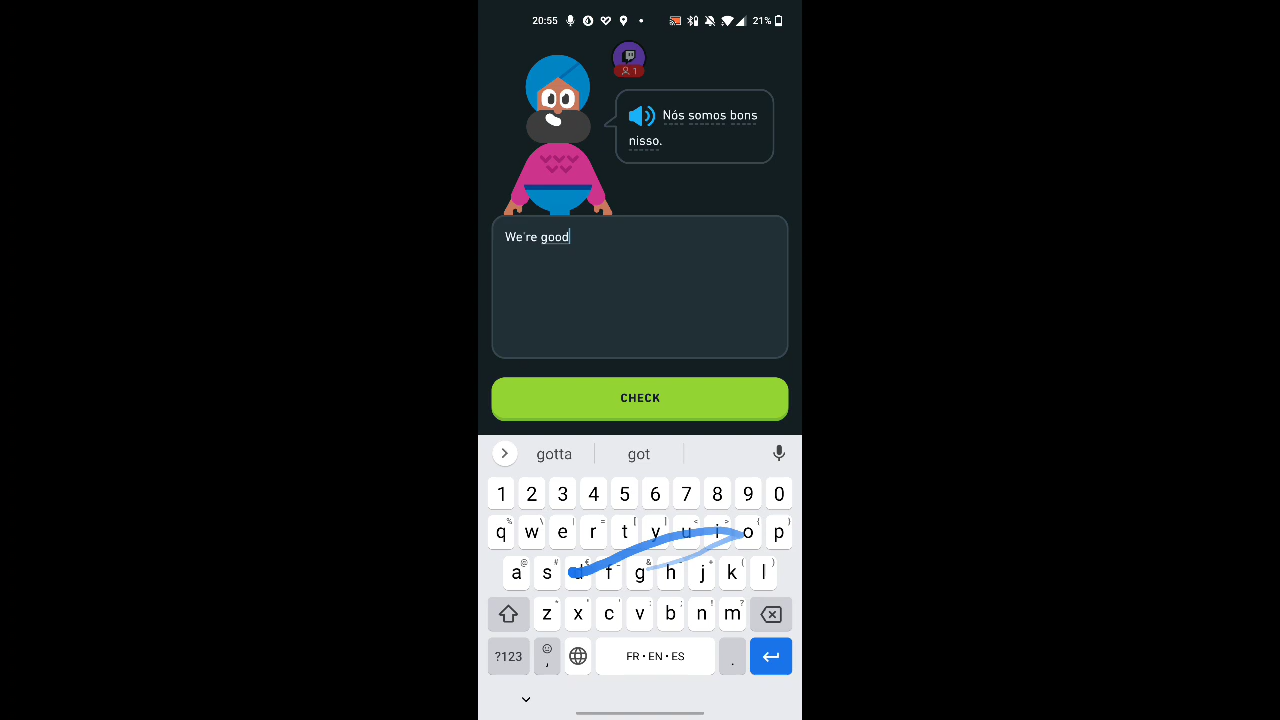 20:55
21%
1
Nós somos bons
nisso.
We're good
CHECK
gotta got
1 2 3 4 5 6 7 8 9 0
q w e r t y u i o p
a s d f g h j k l
z x c v b n m
?123 , FR • EN • ES .